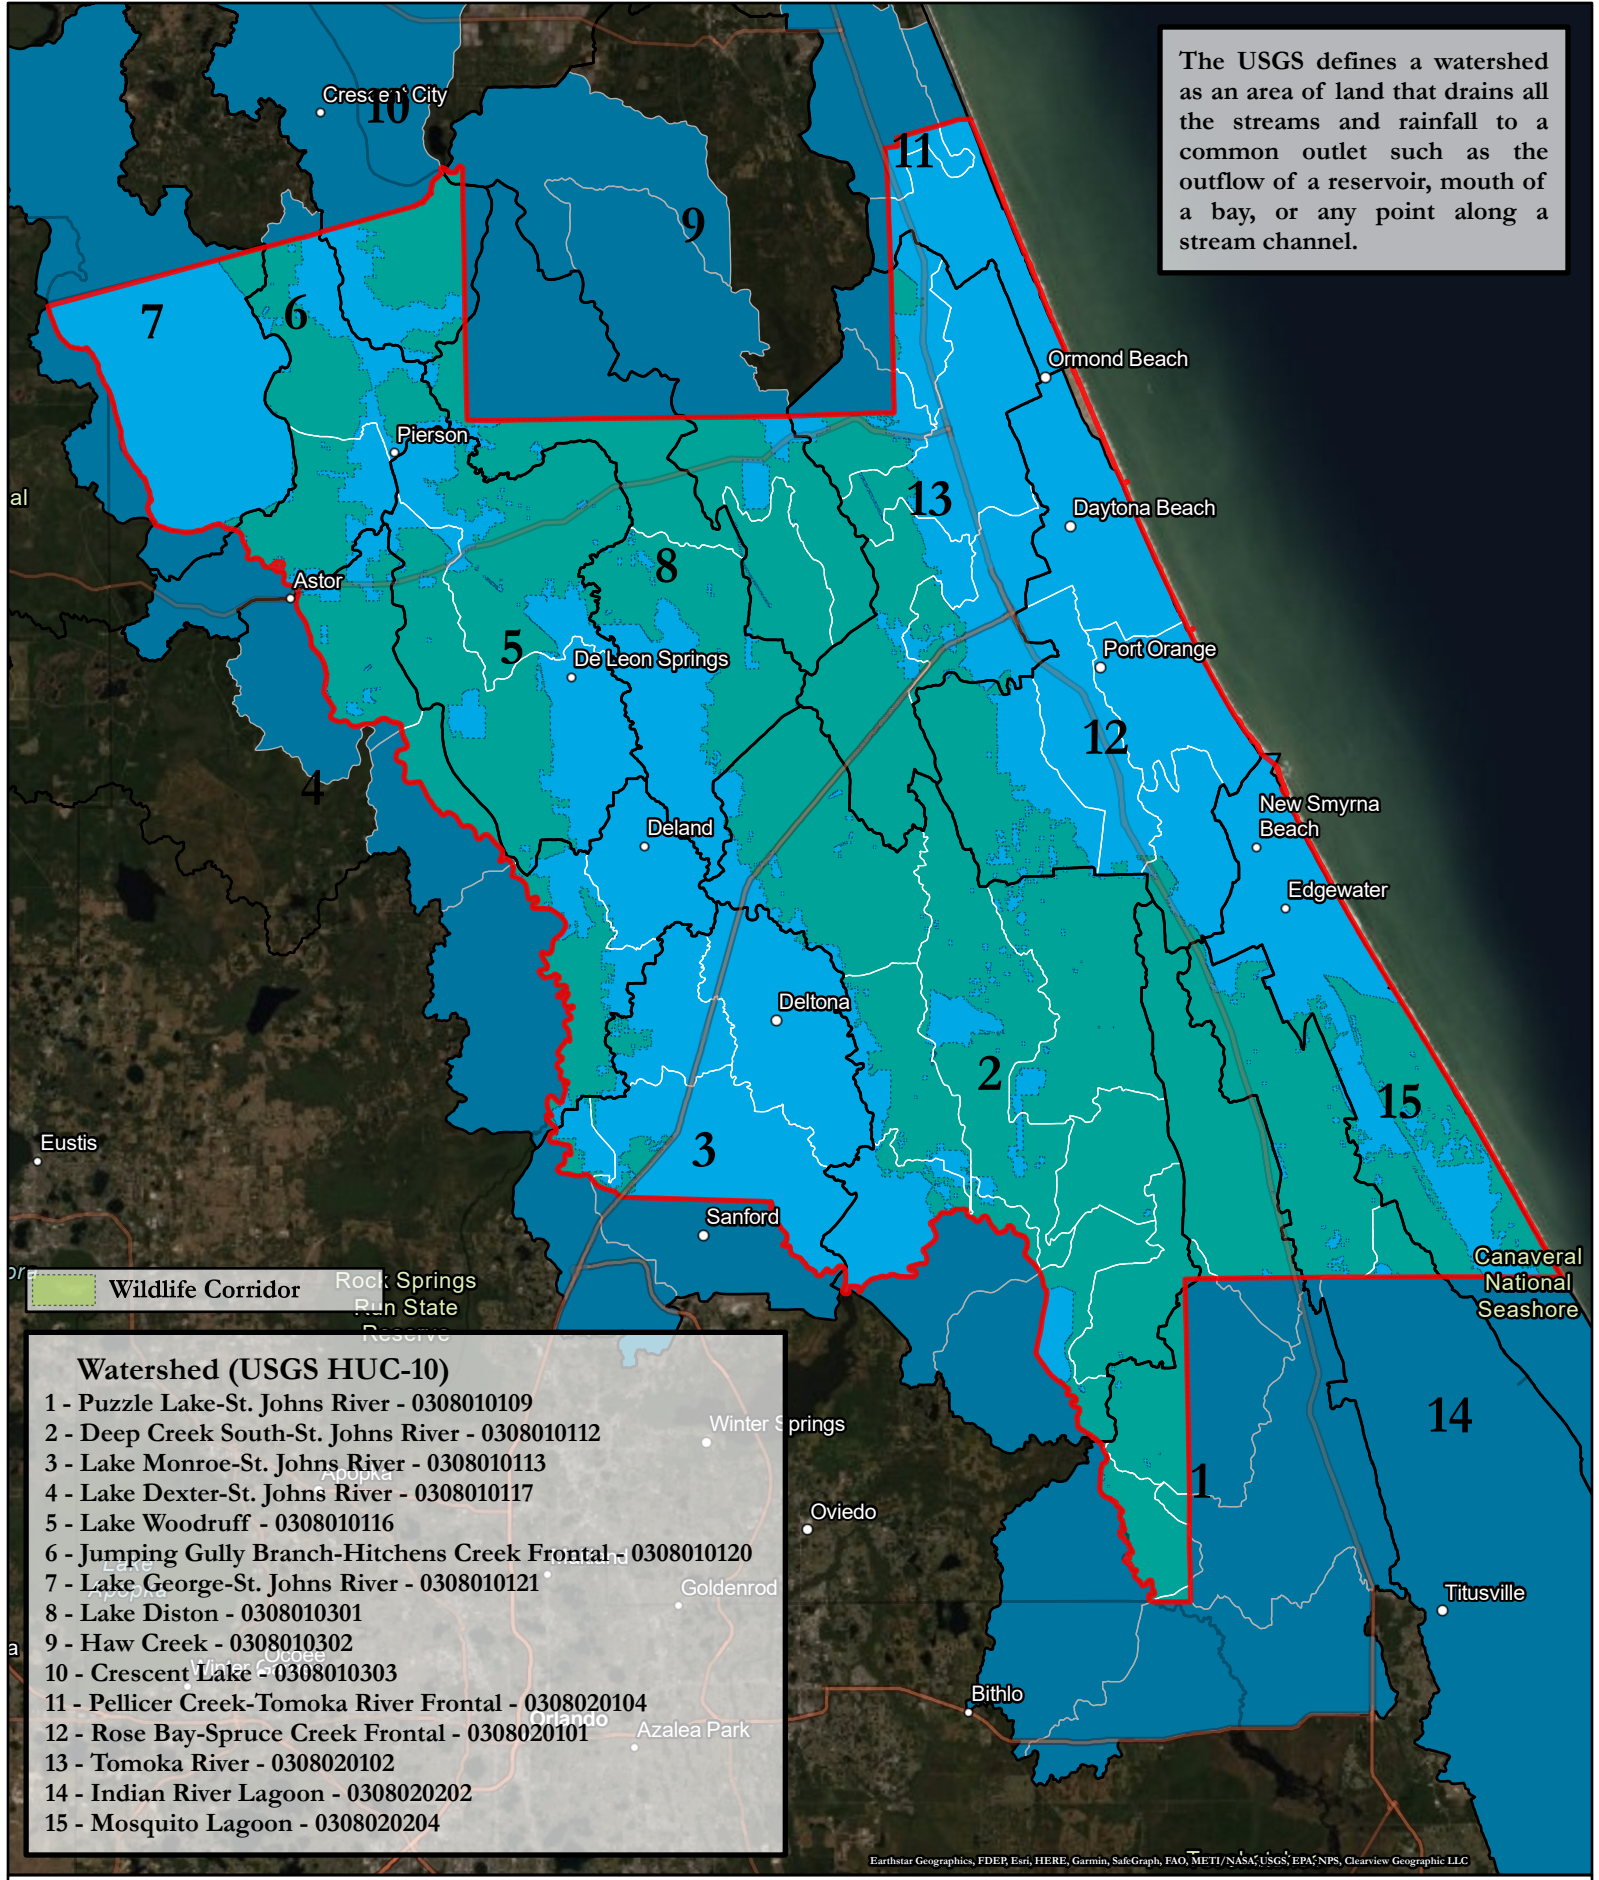 The USGS defines a watershed
as an area of land that drains all
the streams and rainfall to a
common outlet such as the
outflow of a reservoir, mouth of
a bay, or any point along a
stream channel.
Crescent City
10
11
9
7
6
Ormond Beach
Pierson
al
13
Daytona Beach
8
Astor
5
De Leon Springs
Port Orange
12
4
New Smyrna
Beach
Deland
Edgewater
Deltona
2
15
Eustis
3
Sanford
Canaveral
National
Seashore
Wildlife Corridor
Rock Springs
Run State
Reserve
Watershed (USGS HUC-10)
1 - Puzzle Lake-St. Johns River - 0308010109
2 - Deep Creek South-St. Johns River - 0308010112
3 - Lake Monroe-St. Johns River - 0308010113
4 - Lake Dexter-St. Johns River - 0308010117
5 - Lake Woodruff - 0308010116
6 - Jumping Gully Branch-Hitchens Creek Frontal - 0308010120
7 - Lake George-St. Johns River - 0308010121
8 - Lake Diston - 0308010301
9 - Haw Creek - 0308010302
10 - Crescent Lake - 0308010303
11 - Pellicer Creek-Tomoka River Frontal - 0308020104
12 - Rose Bay-Spruce Creek Frontal - 0308020101
13 - Tomoka River - 0308020102
14 - Indian River Lagoon - 0308020202
15 - Mosquito Lagoon - 0308020204
Winter Springs
14
Apopka
1
Oviedo
Lake
Apopka
Maitland
Goldenrod
Titusville
a
Ocoee
Winter
Bithlo
Orlando
Azalea Park
Earthstar Geographics, FDEP, Esri, HERE, Garmin, SafeGraph, FAO, METI/NASA, USGS, EPA, NPS, Clearview Geographic LLC